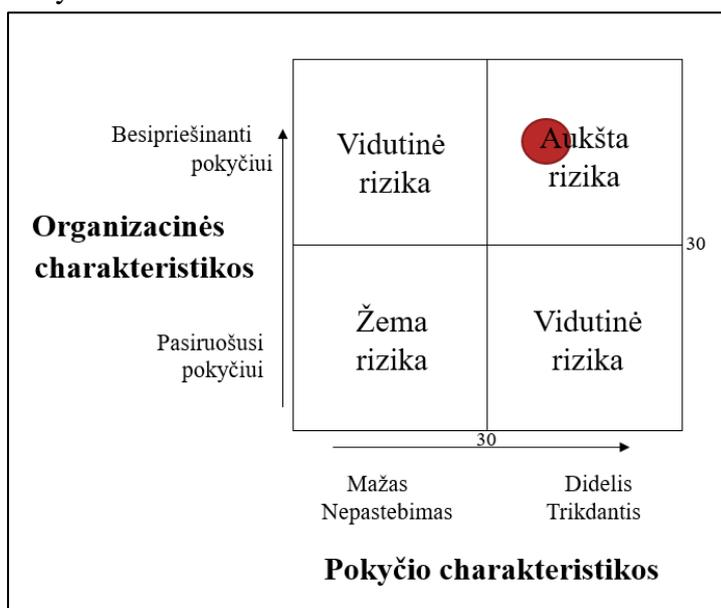 Besipriešinanti
pokyčiui
Organizacinės
charakteristikos
Pasiruošusi
pokyčiui
Vidutinė
rizika
Aukšta
rizika
30
Žema
rizika
Vidutinė
rizika
30
Mažas
Nepastebimas
Didelis
Trikdantis
Pokyčio charakteristikos